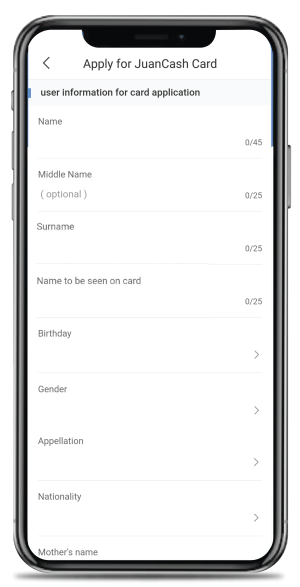 Apply for JuanCash Card
user information for card application
Name
0/45
Middle Name
( optional )
0/25
Surname
0/25
Name to be seen on card
0/25
Birthday
Gender
Appellation
Nationality
Mother's name